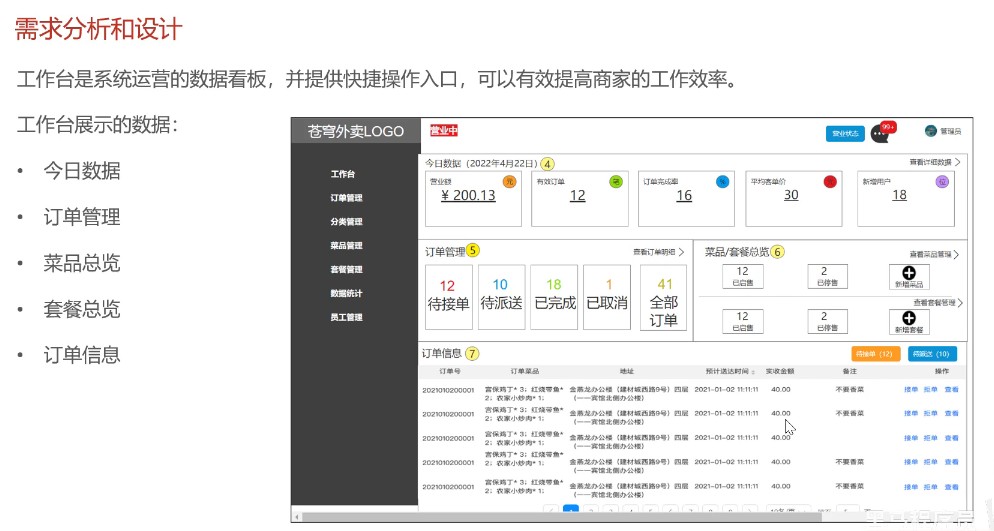 需求分析和设计
工作台是系统运营的数据看板，并提供快捷操作入口，可以有效提高商家的工作效率。
工作台展示的数据：
• 今日数据
• 订单管理
• 菜品总览
• 套餐总览
• 订单信息
苍穹外卖LOGO
营业中
营业状态
99+
管理员
工作台
订单管理
分类管理
菜品管理
套餐管理
数据统计
员工管理
今日数据（2022年4月22日） 4
查看详细数据
营业额 元
¥ 200.13
有效订单
12
订单完成率
16
平均客单价
30
新增用户 位
18
订单管理 5
查看订单明细
12
待接单
10
待派送
18
已完成
1
已取消
41
全部
订单
菜品/套餐总览 6
查看菜品管理
12
已启售
2
已停售
新增菜品
查看套餐管理
12
已启售
2
已停售
新增套餐
订单信息 7
待接单（12）
待派送（10）
订单号 订单菜品 地址 预计送达时间 实收金额 备注 操作
2021010200001 宫保鸡丁* 3；红烧带鱼* 金燕龙办公楼（建材城西路9号）四层 2021-01-02 11:11:11 40.00 不要香菜 接单 拒单 查看
2；农家小炒肉* 1； （一一宾馆北侧办公楼）
2021010200001 宫保鸡丁* 3；红烧带鱼* 金燕龙办公楼（建材城西路9号）四层 2021-01-02 11:11:11 40.00 不要香菜 接单 拒单 查看
2；农家小炒肉* 1； （一一宾馆北侧办公楼）
2021010200001 宫保鸡丁* 3；红烧带鱼* 金燕龙办公楼（建材城西路9号）四层 2021-01-02 11:11:11 40.00 不要香菜 接单 拒单 查看
2；农家小炒肉* 1； （一一宾馆北侧办公楼）
2021010200001 宫保鸡丁* 3；红烧带鱼* 金燕龙办公楼（建材城西路9号）四层 2021-01-02 11:11:11 40.00 不要香菜 接单 拒单 查看
2；农家小炒肉* 1； （一一宾馆北侧办公楼）
2021010200001 宫保鸡丁* 3；红烧带鱼* 金燕龙办公楼（建材城西路9号）四层 2021-01-02 11:11:11 40.00 不要香菜 接单 拒单 查看
2；农家小炒肉* 1； （一一宾馆北侧办公楼）